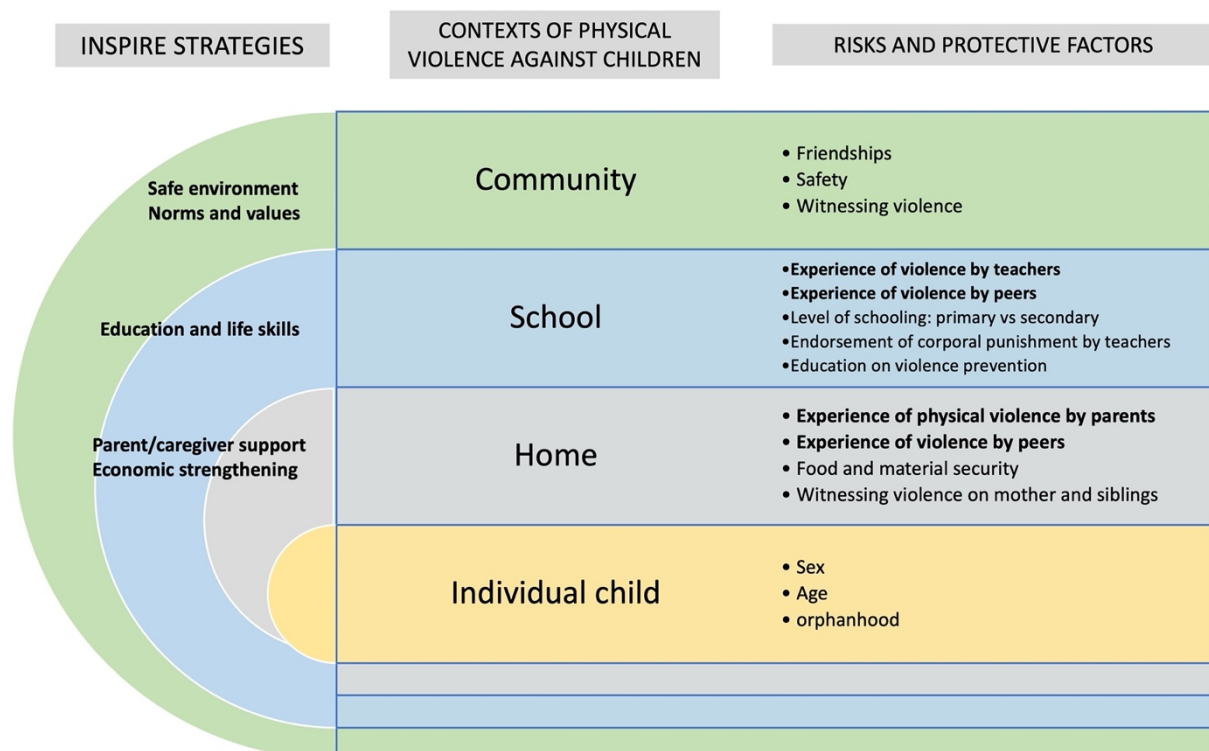 INSPIRE STRATEGIES
CONTEXTS OF PHYSICAL
VIOLENCE AGAINST CHILDREN
RISKS AND PROTECTIVE FACTORS
Safe environment
Norms and values
Community
• Friendships
• Safety
• Witnessing violence
Education and life skills
School
•Experience of violence by teachers
•Experience of violence by peers
•Level of schooling: primary vs secondary
•Endorsement of corporal punishment by teachers
•Education on violence prevention
Parent/caregiver support
Economic strengthening
Home
• Experience of physical violence by parents
• Experience of violence by peers
• Food and material security
• Witnessing violence on mother and siblings
Individual child
• Sex
• Age
• orphanhood